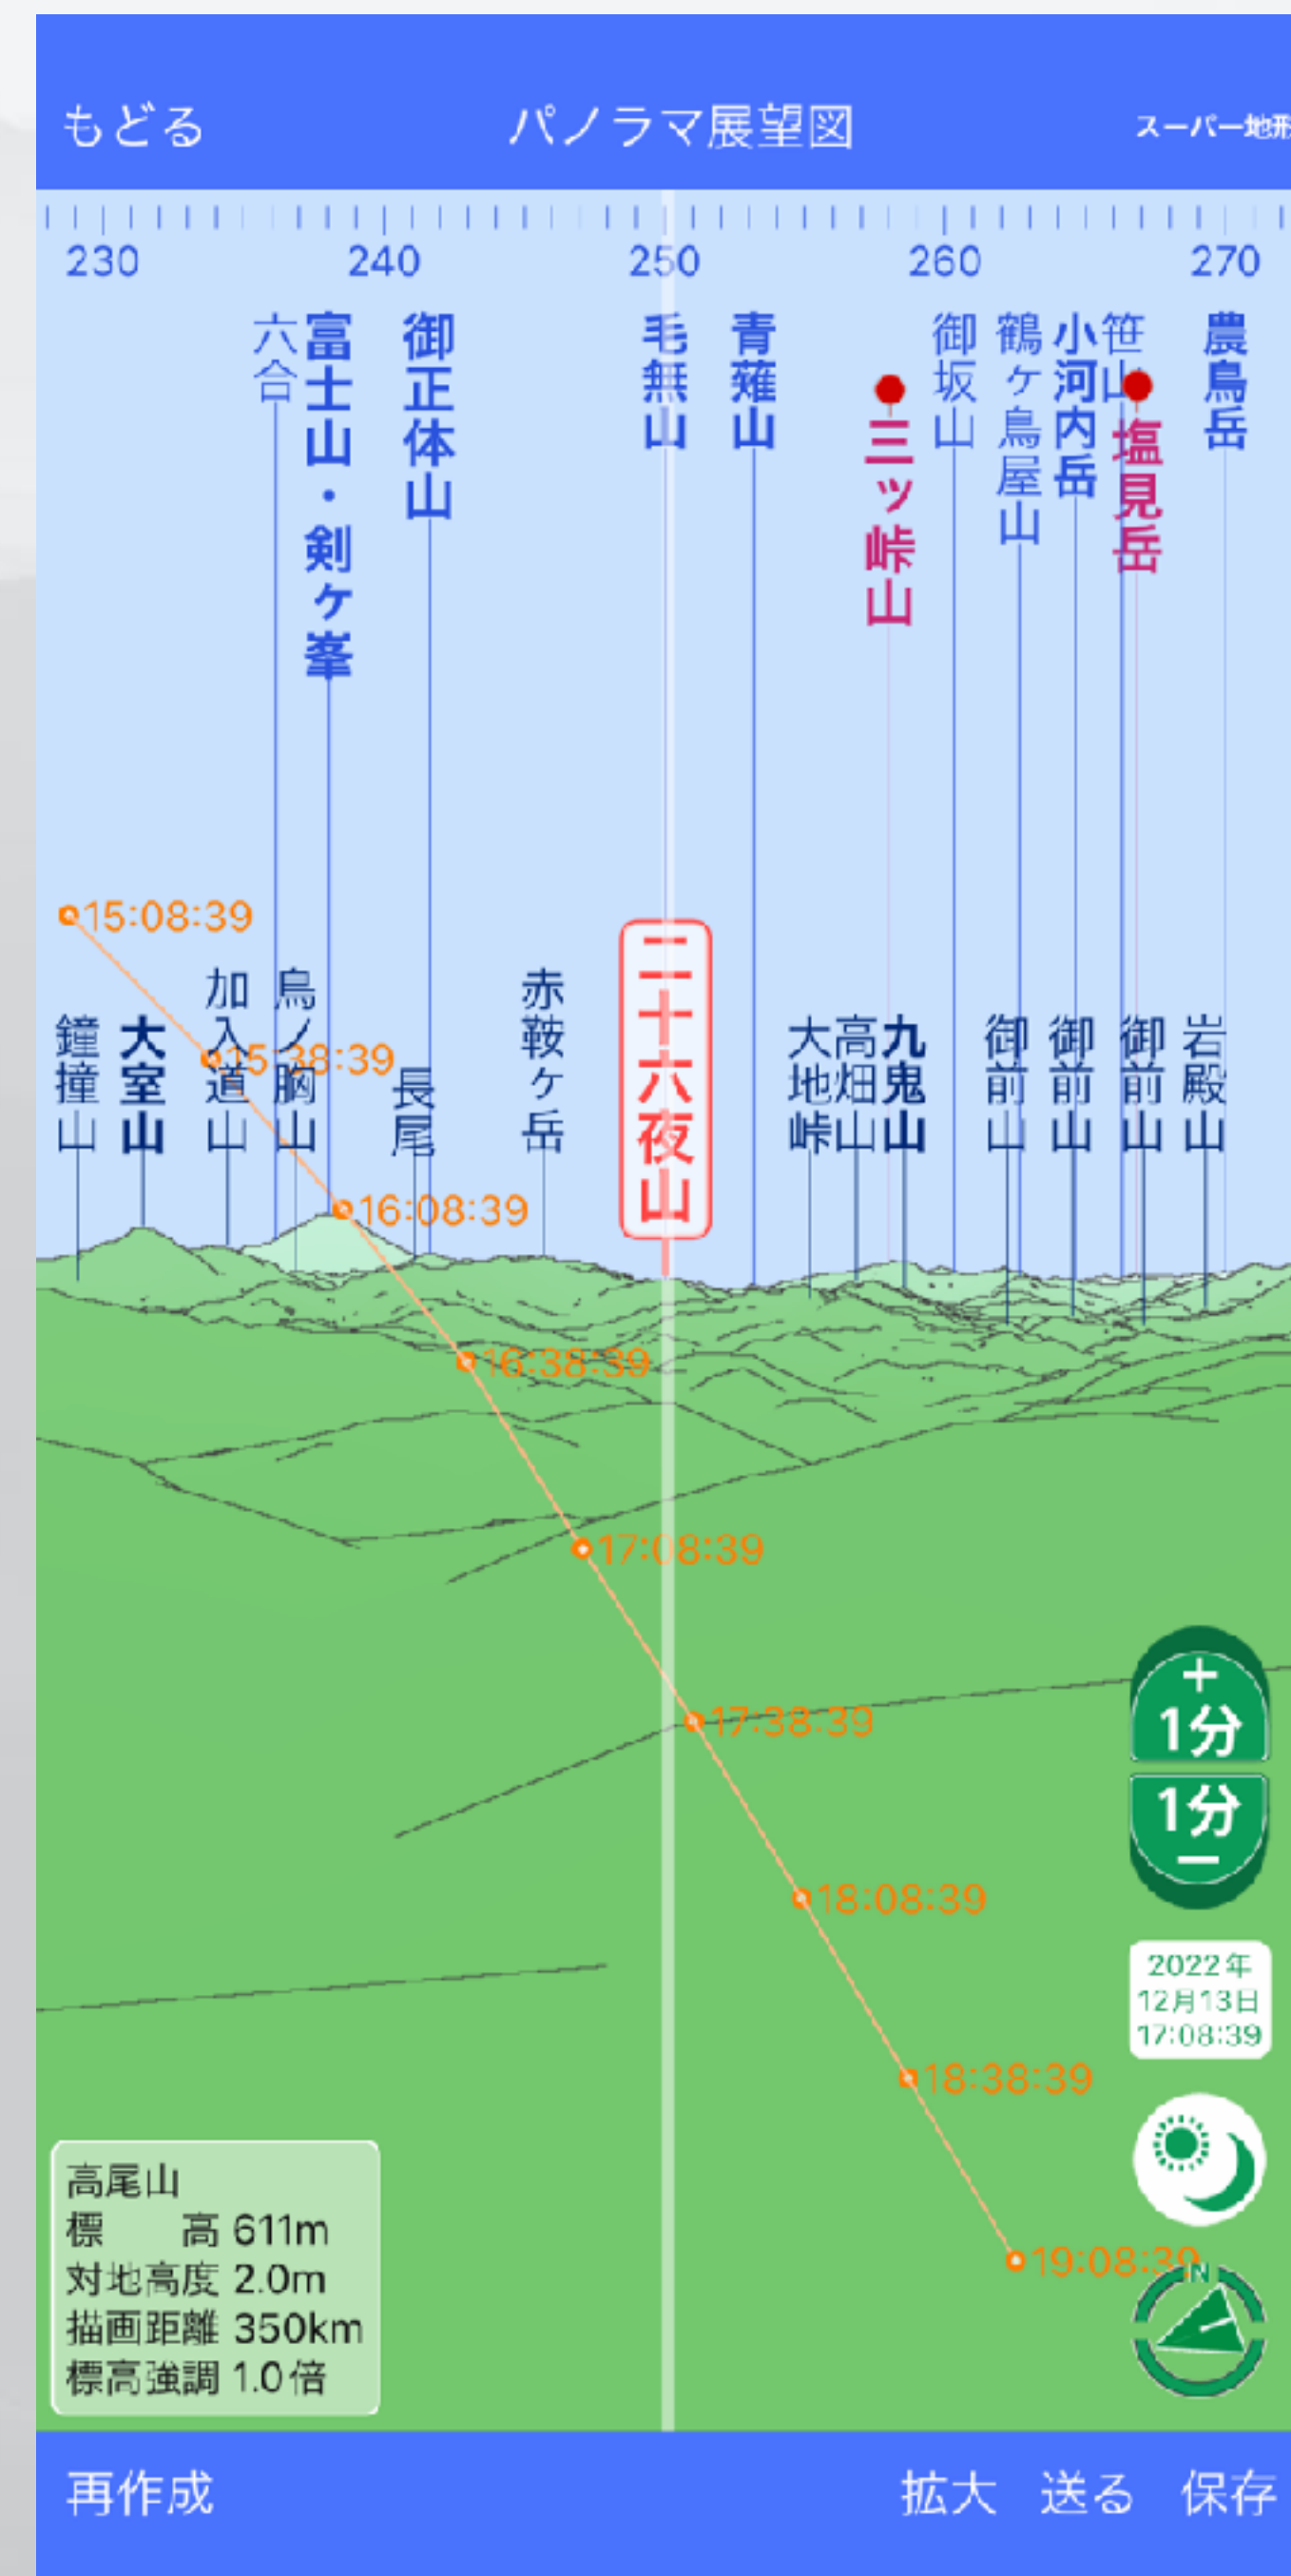 もどる
パノラマ展望図
スーパー地形
230
240
250
260
270
六合
富士山・剣ヶ峯
御正体山
毛無山
青薙山
三ッ峠山
御坂山
鶴ヶ鳥屋山
小河内岳
笹山
塩見岳
農鳥岳
15:08:39
鐘撞山
大室山
加入道山
15:38:39
鳥ノ胸山
長尾
赤鞍ヶ岳
二十六夜山
大地峠
高畑山
九鬼山
御前山
御前山
御前山
岩殿山
16:08:39
16:38:39
17:08:39
17:38:39
18:08:39
18:38:39
19:08:39
+
1分
1分
−
2022年
12月13日
17:08:39
N
高尾山
標 高 611m
対地高度 2.0m
描画距離 350km
標高強調 1.0倍
再作成
拡大
送る
保存